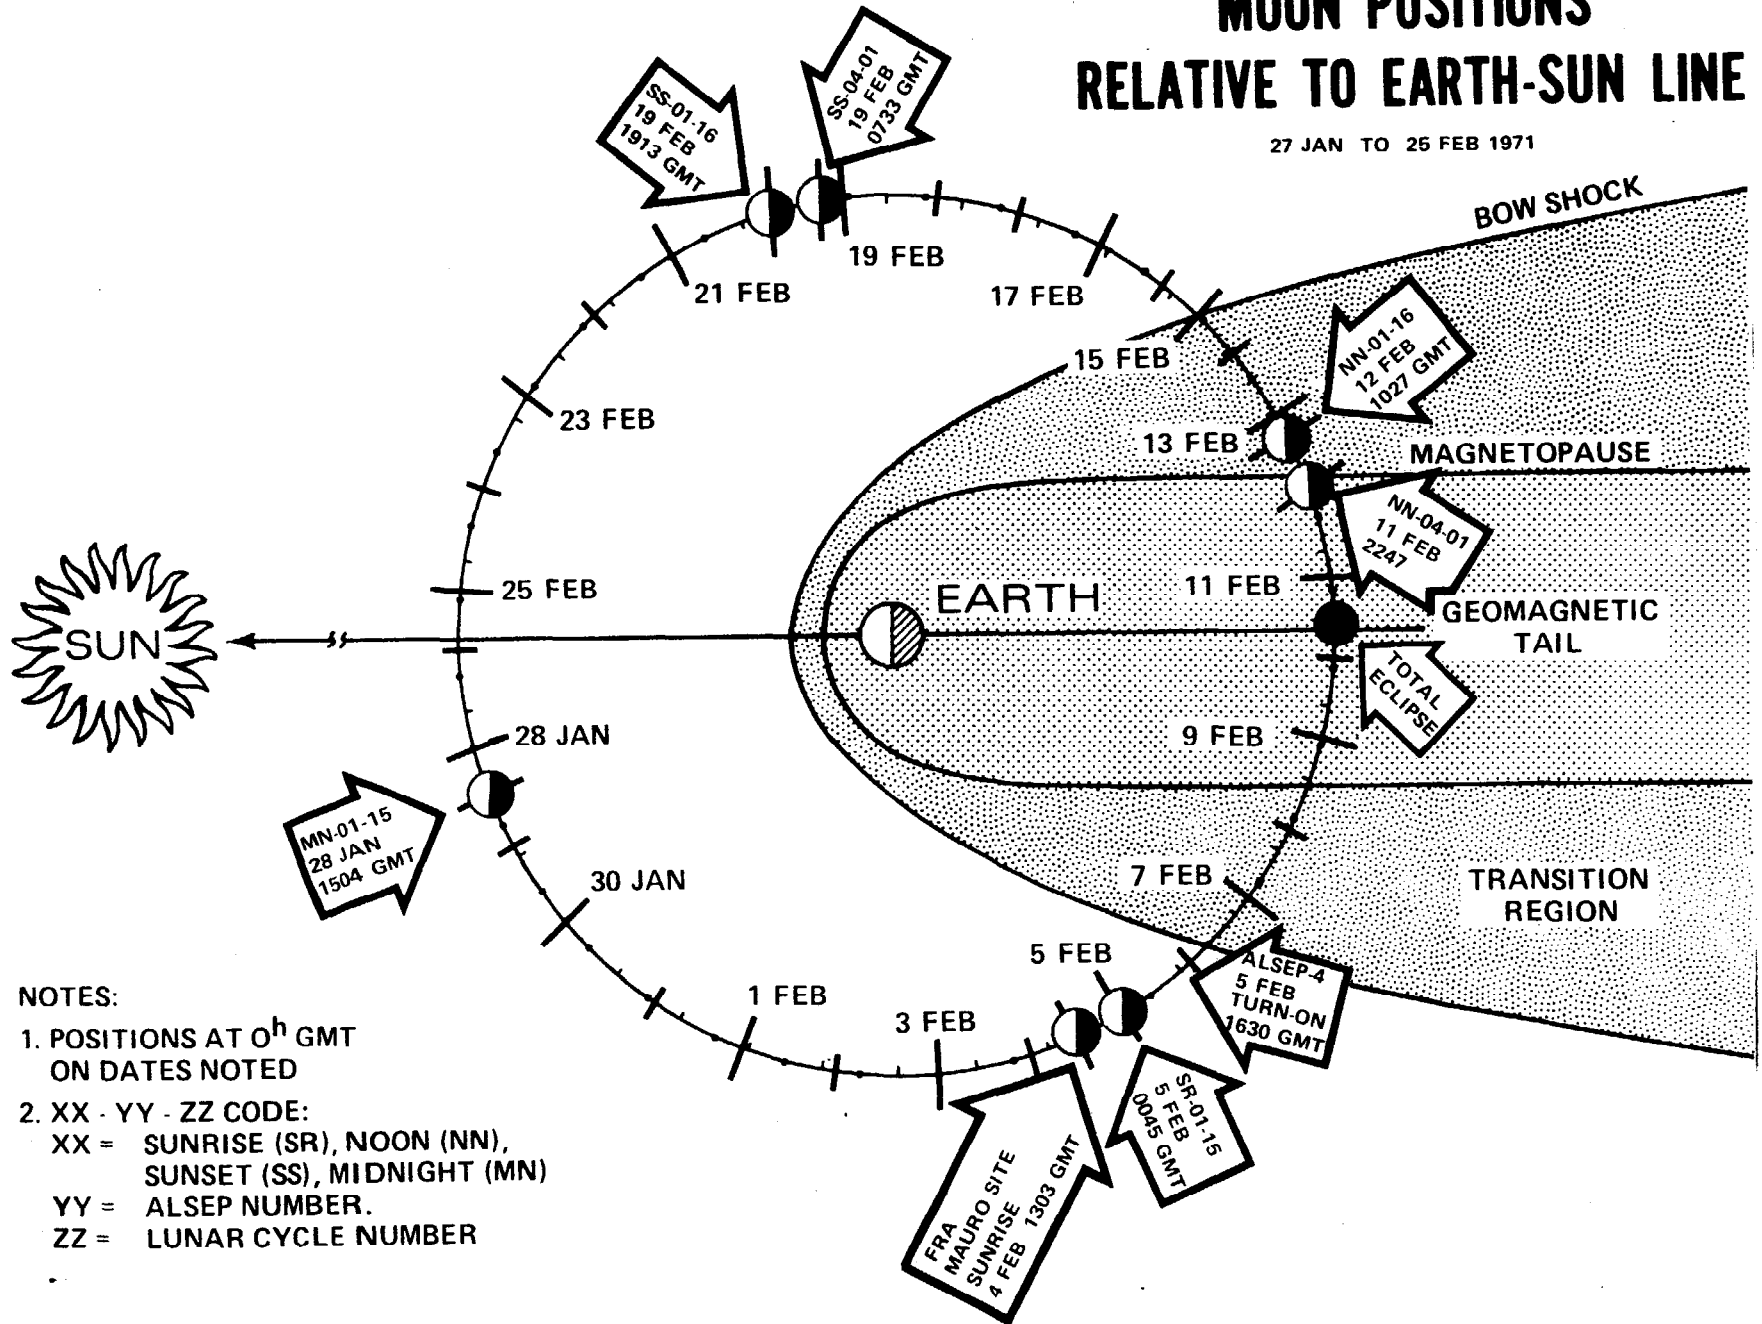 MOON POSITIONS
RELATIVE TO EARTH-SUN LINE
27 JAN TO 25 FEB 1971
SS-01-16
19 FEB
1913 GMT
SS-04-01
19 FEB
0733 GMT
BOW SHOCK
19 FEB
21 FEB
17 FEB
15 FEB
NN-01-16
12 FEB
1027 GMT
23 FEB
13 FEB
MAGNETOPAUSE
NN-04-01
11 FEB
2247
25 FEB
EARTH
11 FEB
GEOMAGNETIC
TAIL
SUN
TOTAL
ECLIPSE
28 JAN
9 FEB
MN-01-15
28 JAN
1504 GMT
30 JAN
7 FEB
TRANSITION
REGION
5 FEB
ALSEP-4
5 FEB
TURN-ON
1630 GMT
1 FEB
3 FEB
SR-01-15
5 FEB
0045 GMT
FRA
MAURO SITE
SUNRISE
4 FEB 1303 GMT
NOTES:
1. POSITIONS AT 0h GMT
ON DATES NOTED
2. XX - YY - ZZ CODE:
XX = SUNRISE (SR), NOON (NN),
SUNSET (SS), MIDNIGHT (MN)
YY = ALSEP NUMBER.
ZZ = LUNAR CYCLE NUMBER